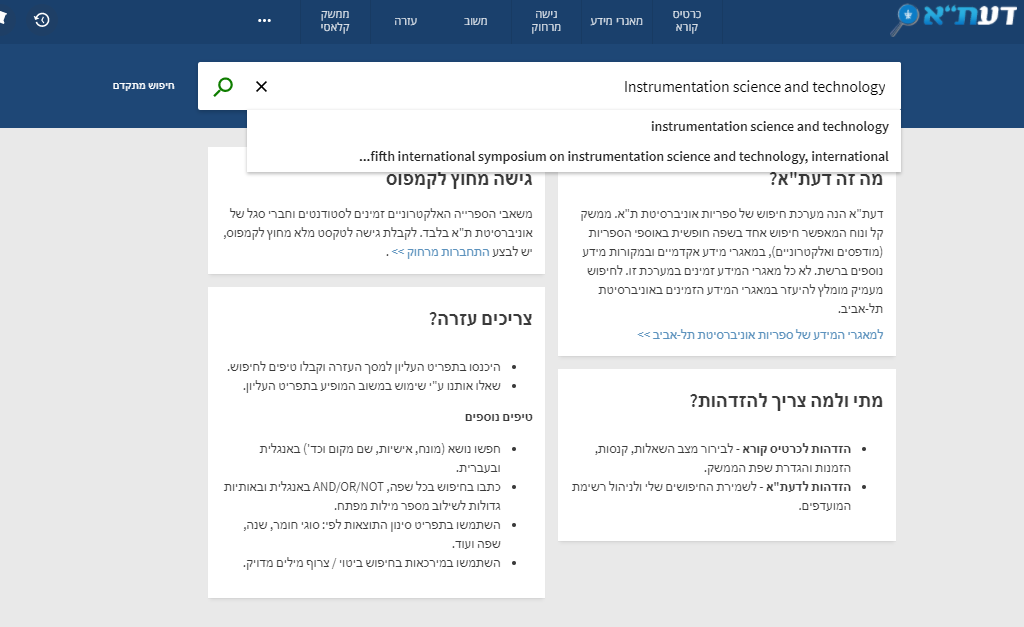 דעת"א
כרטיס
קורא
מאגרי מידע
גישה
מרחוק
משוב
עזרה
ממשק
קלאסי
...
Instrumentation science and technology
חיפוש מתקדם
instrumentation science and technology
fifth international symposium on instrumentation science and technology, international...
מה זה דעת"א?
דעת"א הנה מערכת חיפוש של ספריות אוניברסיטת ת"א. ממשק
קל ונוח המאפשר חיפוש אחד בשפה חופשית באוספי הספריות
(מודפסים ואלקטרוניים), במאגרי מידע אקדמיים ובמקורות מידע
נוספים ברשת. לא כל מאגרי המידע זמינים במערכת זו. לחיפוש
מעמיק מומלץ להיעזר במאגרי המידע הזמינים באוניברסיטת
תל-אביב.
למאגרי המידע של ספריות אוניברסיטת תל-אביב >>
מתי ולמה צריך להזדהות?
• הזדהות לכרטיס קורא - לבירור מצב השאלות, קנסות,
הזמנות והגדרת שפת הממשק.
• הזדהות לדעת"א - לשמירת החיפושים שלי ולניהול רשימת
המועדפים.
גישה מחוץ לקמפוס
משאבי הספרייה האלקטרוניים זמינים לסטודנטים וחברי סגל של
אוניברסיטת ת"א בלבד. לקבלת גישה לטקסט מלא מחוץ לקמפוס,
יש לבצע התחברות מרחוק >> .
צריכים עזרה?
• היכנסו בתפריט העליון למסך העזרה וקבלו טיפים לחיפוש.
• שאלו אותנו ע"י שימוש במשוב המופיע בתפריט העליון.
טיפים נוספים
• חפשו נושא (מונח, אישיות, שם מקום וכד') באנגלית
ובעברית.
• כתבו בחיפוש בכל שפה, AND/OR/NOT באנגלית ובאותיות
גדולות לשילוב מספר מילות מפתח.
• השתמשו בתפריט סינון התוצאות לפי: סוגי חומר, שנה,
שפה ועוד.
• השתמשו במירכאות בחיפוש ביטוי / צרוף מילים מדויק.